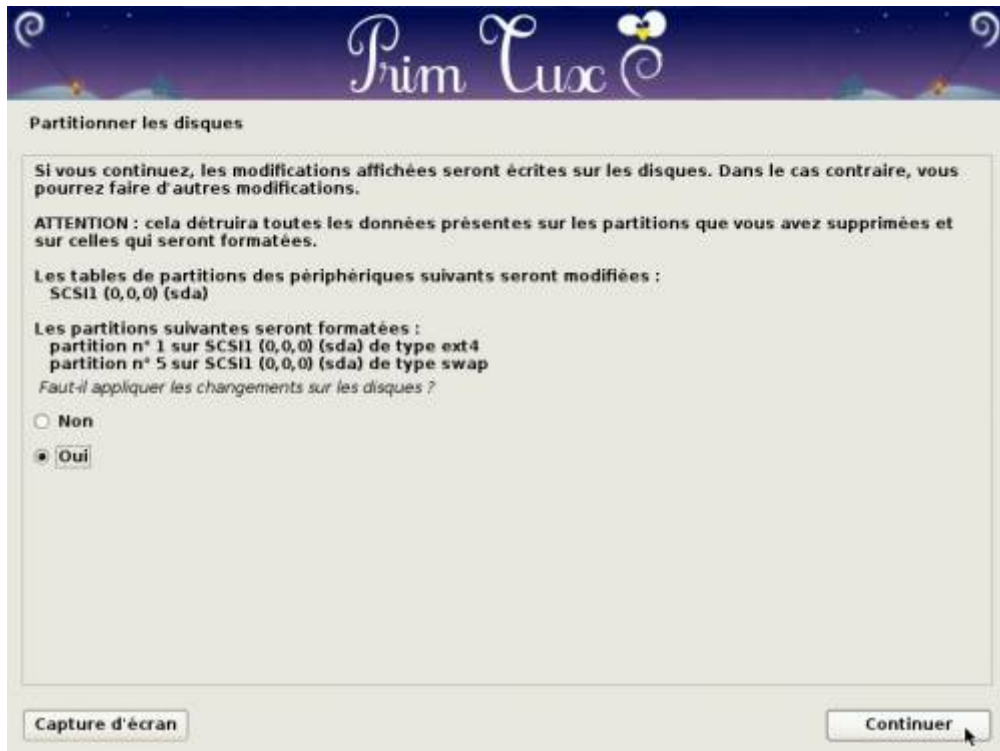 Prim Tux
Partitionner les disques
Si vous continuez, les modifications affichées seront écrites sur les disques. Dans le cas contraire, vous
pourrez faire d'autres modifications.
ATTENTION : cela détruira toutes les données présentes sur les partitions que vous avez supprimées et
sur celles qui seront formatées.
Les tables de partitions des périphériques suivants seront modifiées :
SCSI1 (0,0,0) (sda)
Les partitions suivantes seront formatées :
partition n° 1 sur SCSI1 (0,0,0) (sda) de type ext4
partition n° 5 sur SCSI1 (0,0,0) (sda) de type swap
Faut-il appliquer les changements sur les disques ?
Non
Oui
Capture d'écran
Continuer